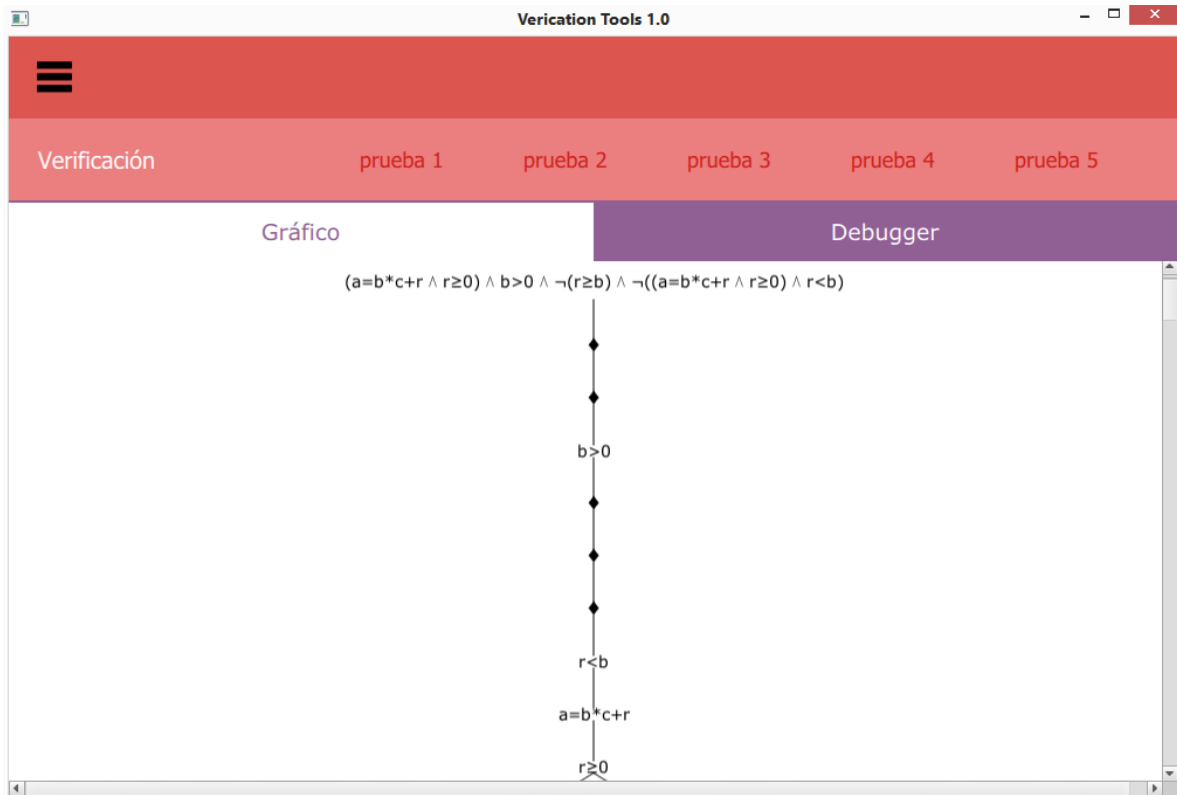 Verication Tools 1.0
Verificación
prueba 1
prueba 2
prueba 3
prueba 4
prueba 5
Gráfico
Debugger
(a=b*c+r ∧ r≥0) ∧ b>0 ∧ ¬(r≥b) ∧ ¬((a=b*c+r ∧ r≥0) ∧ r<b)
b>0
r<b
a=b*c+r
r≥0